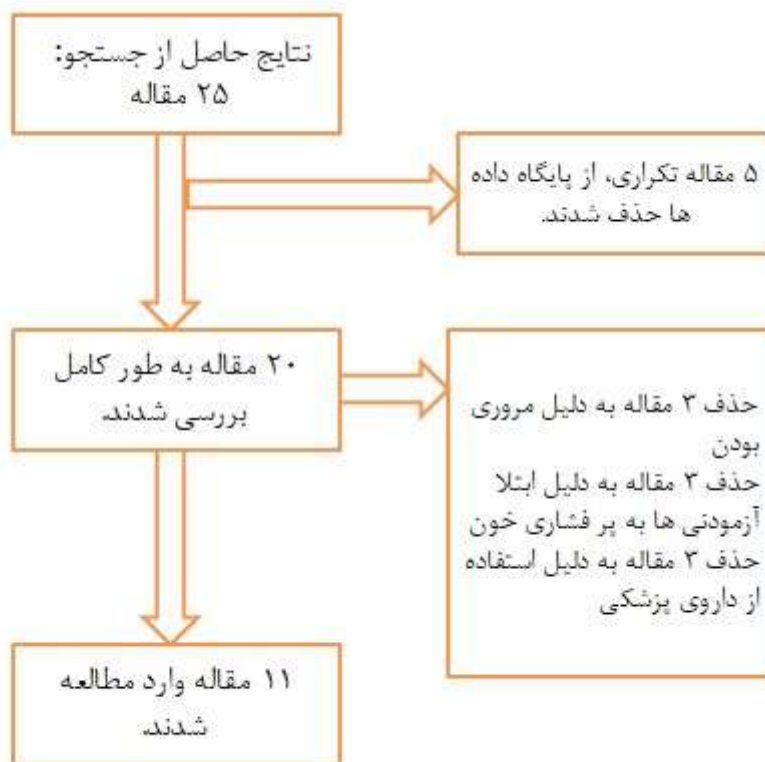 نتایج حاصل از جستجو:
۲۵ مقاله
۵ مقاله تکراری، از پایگاه داده
ها حذف شدند.
۲۰ مقاله به طور کامل
بررسی شدند.
حذف ۳ مقاله به دلیل مروری
بودن
حذف ۳ مقاله به دلیل ابتلا
آزمودنی ها به پر فشاری خون
حذف ۳ مقاله به دلیل استفاده
از داروی پزشکی
۱۱ مقاله وارد مطالعه
شدند.